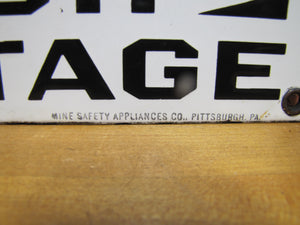 TAGE
MINE SAFETY APPLIANCES CO., PITTSBURGH, PA.